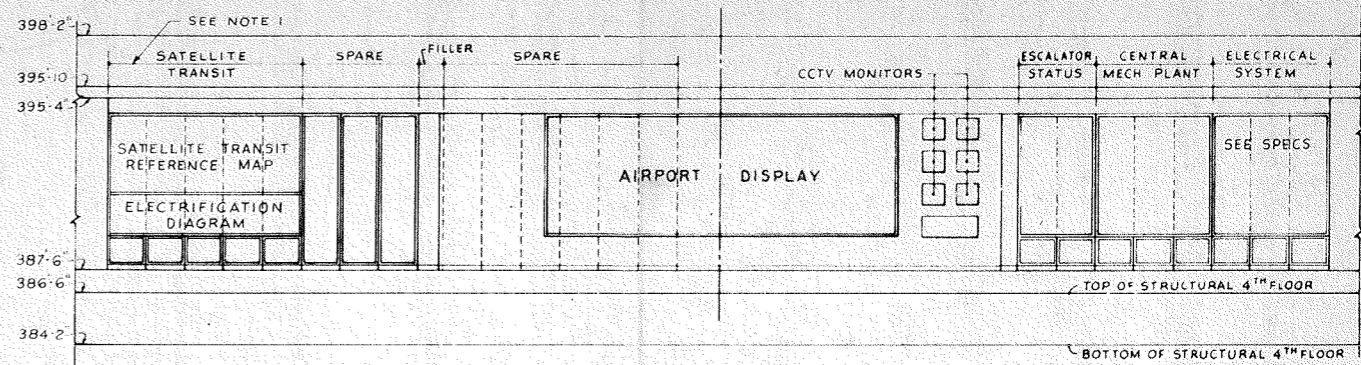 398'-2"
SEE NOTE 1
SATELLITE
TRANSIT
SPARE
FILLER
SPARE
CCTV MONITORS
ESCALATOR
STATUS
CENTRAL
MECH PLANT
ELECTRICAL
SYSTEM
395'-10
395'-4"
SATELLITE TRANSIT
REFERENCE MAP
ELECTRIFICATION
DIAGRAM
AIRPORT DISPLAY
SEE SPECS
387'-6"
386'-6"
TOP OF STRUCTURAL 4TH FLOOR
384'-2
BOTTOM OF STRUCTURAL 4TH FLOOR